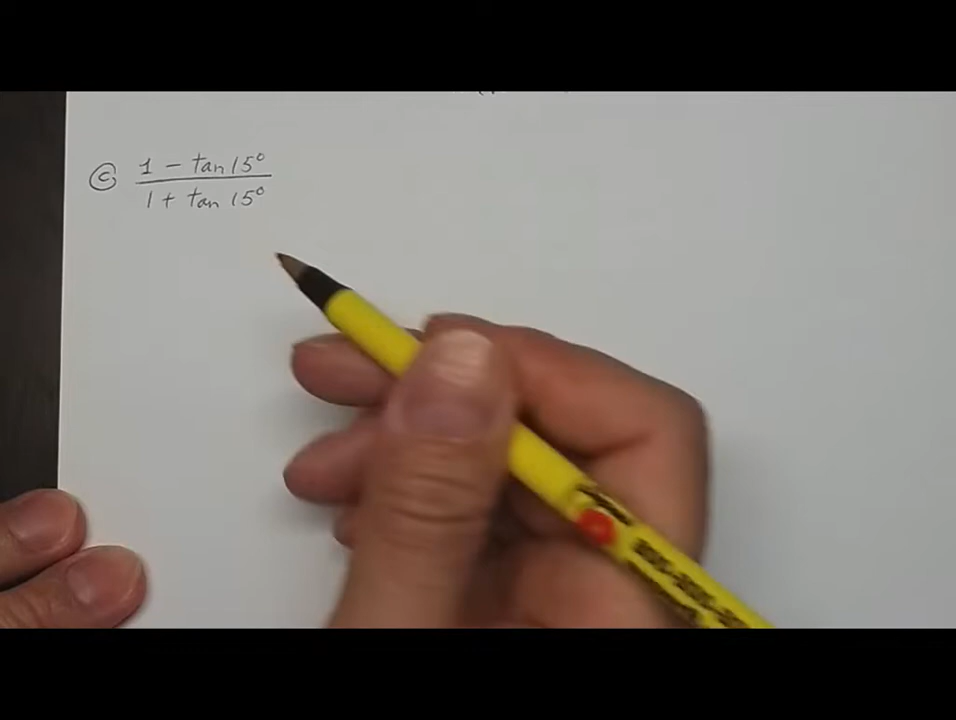 ⓒ 1 - tan 15°
1 + tan 15°